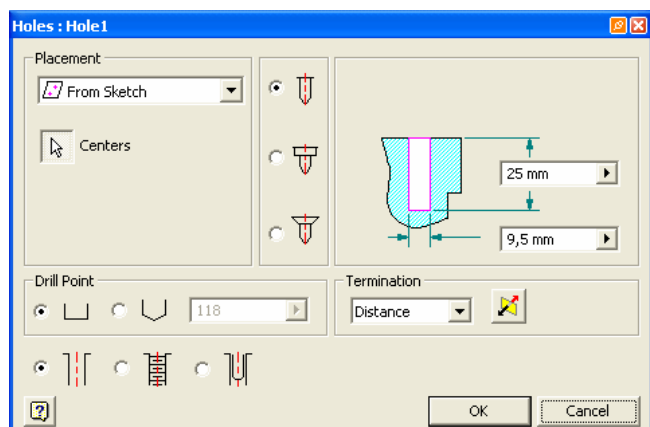 Holes : Hole1
Placement
From Sketch
Centers
25 mm
9,5 mm
Drill Point
118
Termination
Distance
OK
Cancel